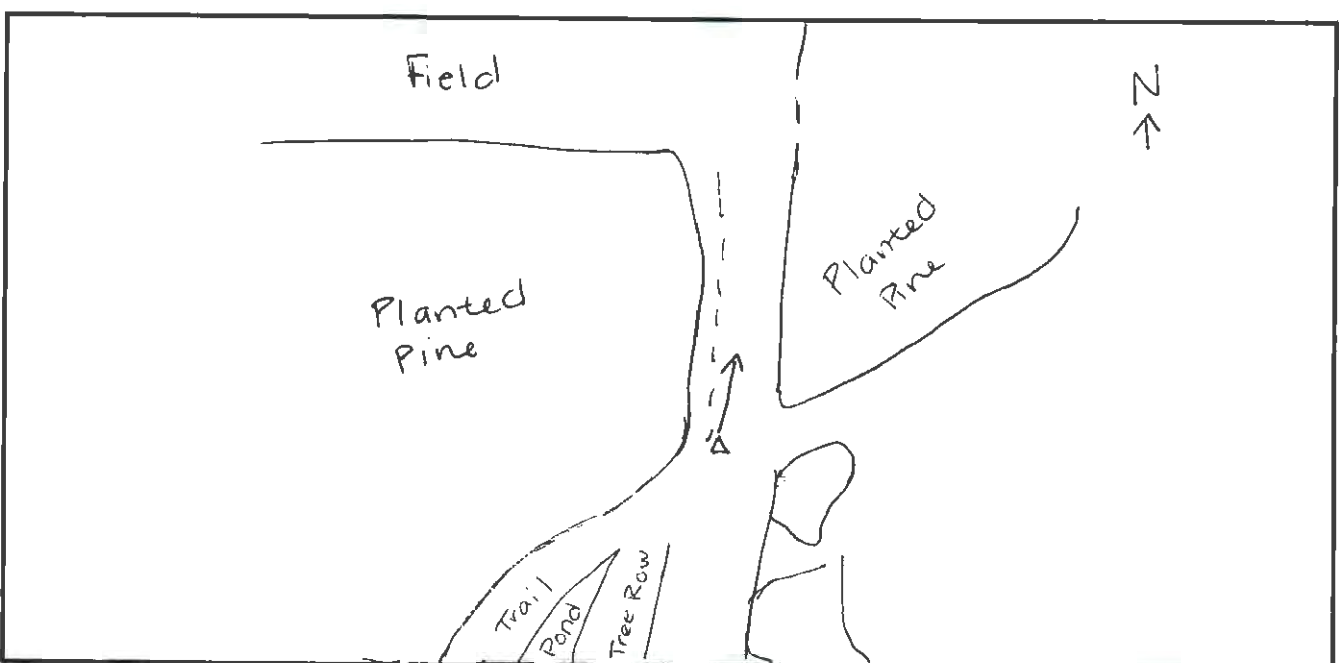 Field
N
Planted
Pine
Planted
Pine
Trail
Pond
Tree Row